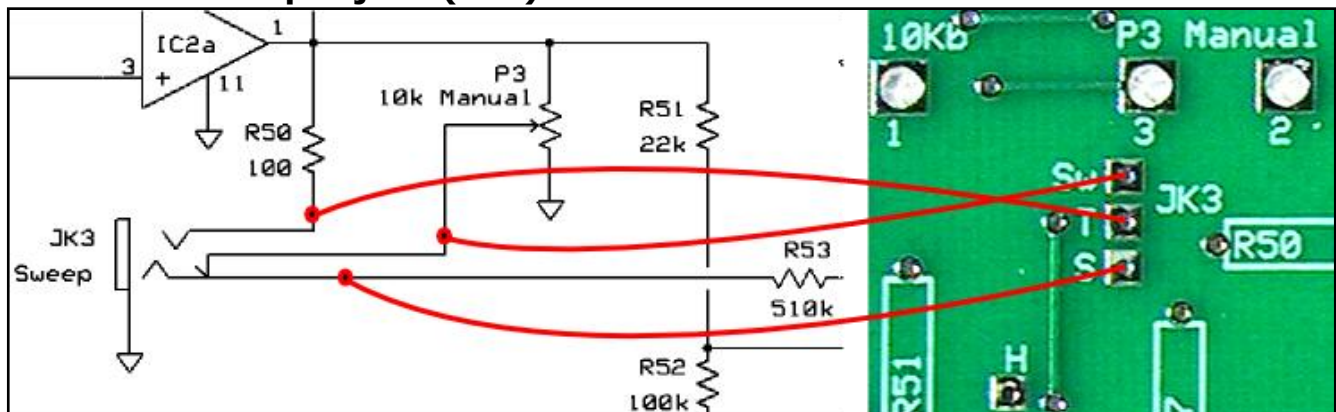 IC2a
1
3
+
11
P3
10k Manual
R50
100
R51
22k
JK3
Sweep
R53
510k
R52
100k
10Kb
P3 Manual
1
3
2
Sw
JK3
T
R50
S
H
R51